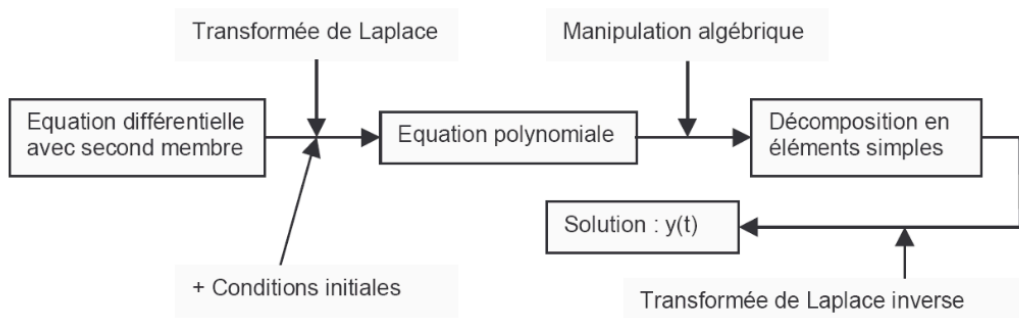 Transformée de Laplace
Manipulation algébrique
Equation différentielle
avec second membre
Equation polynomiale
Décomposition en
éléments simples
Solution : y(t)
+ Conditions initiales
Transformée de Laplace inverse